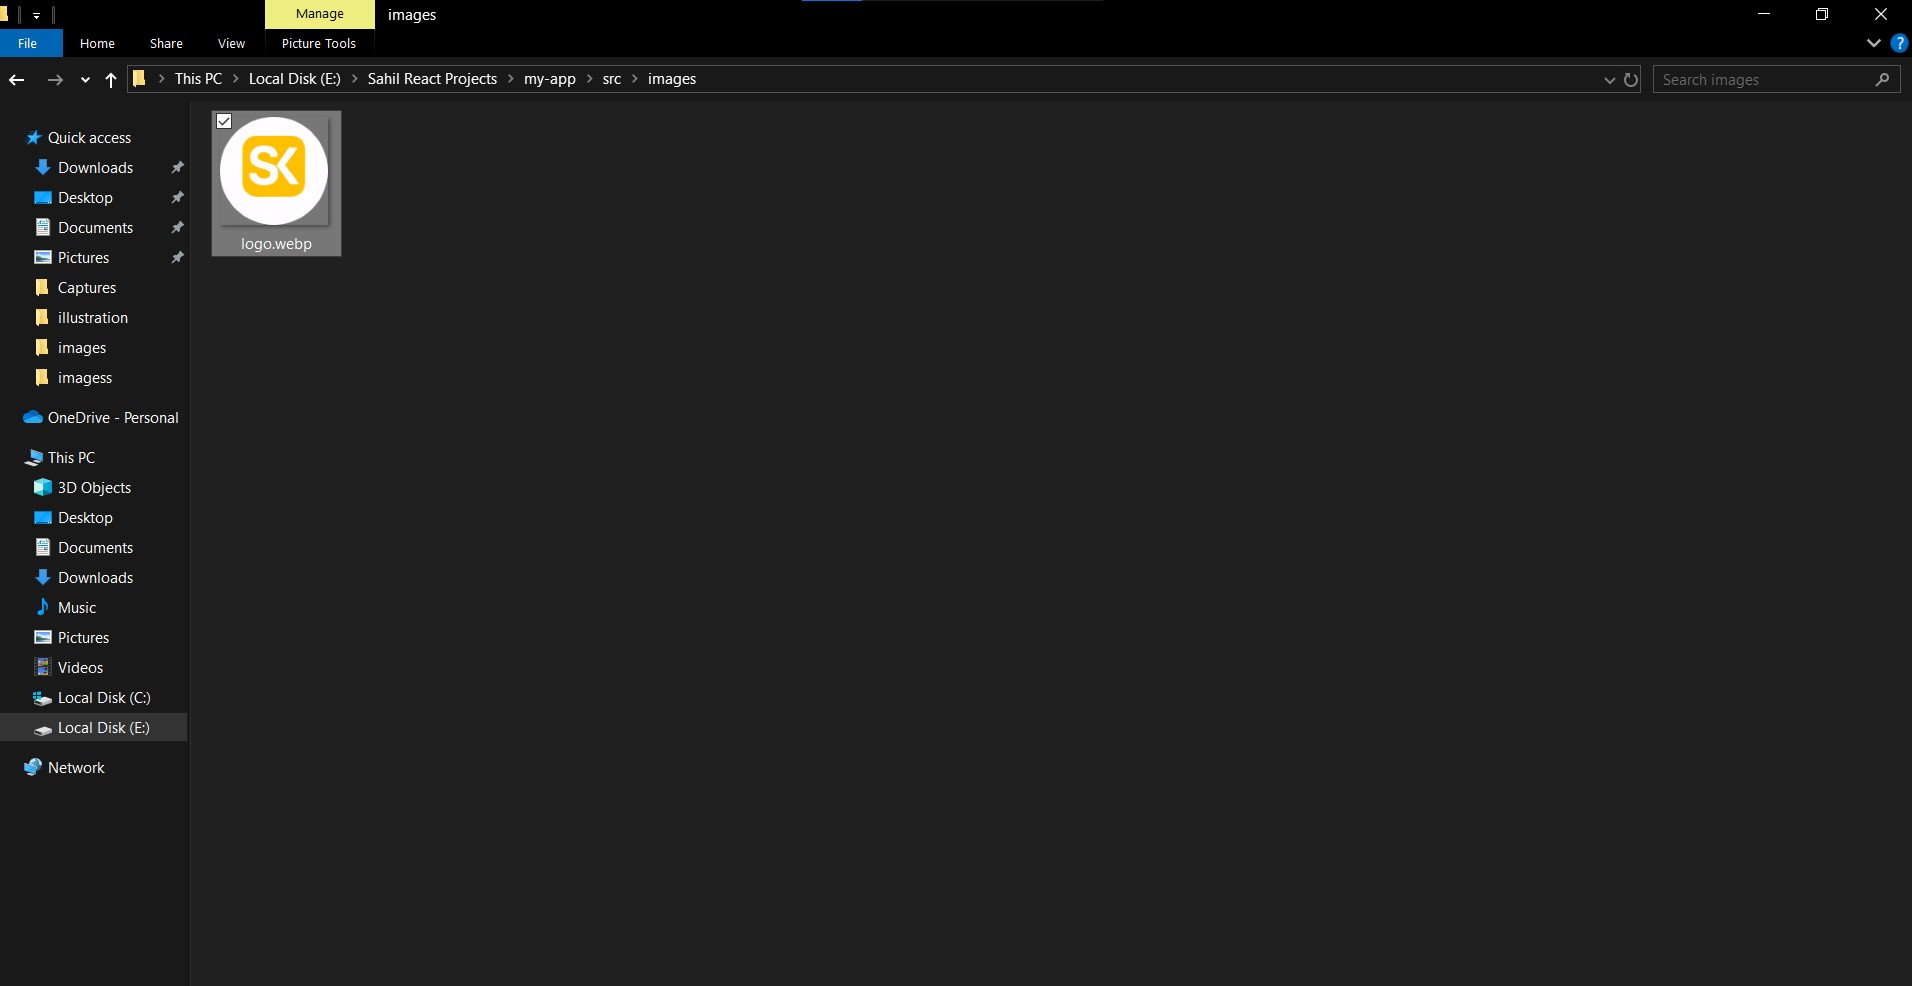 Manage
images
File
Home
Share
View
Picture Tools
?
This PC
Local Disk (E:)
Sahil React Projects
my-app
src
images
Search images
Quick access
Downloads
Desktop
Documents
Pictures
Captures
illustration
images
imagess
OneDrive - Personal
This PC
3D Objects
Desktop
Documents
Downloads
Music
Pictures
Videos
Local Disk (C:)
Local Disk (E:)
Network
SK
logo.webp